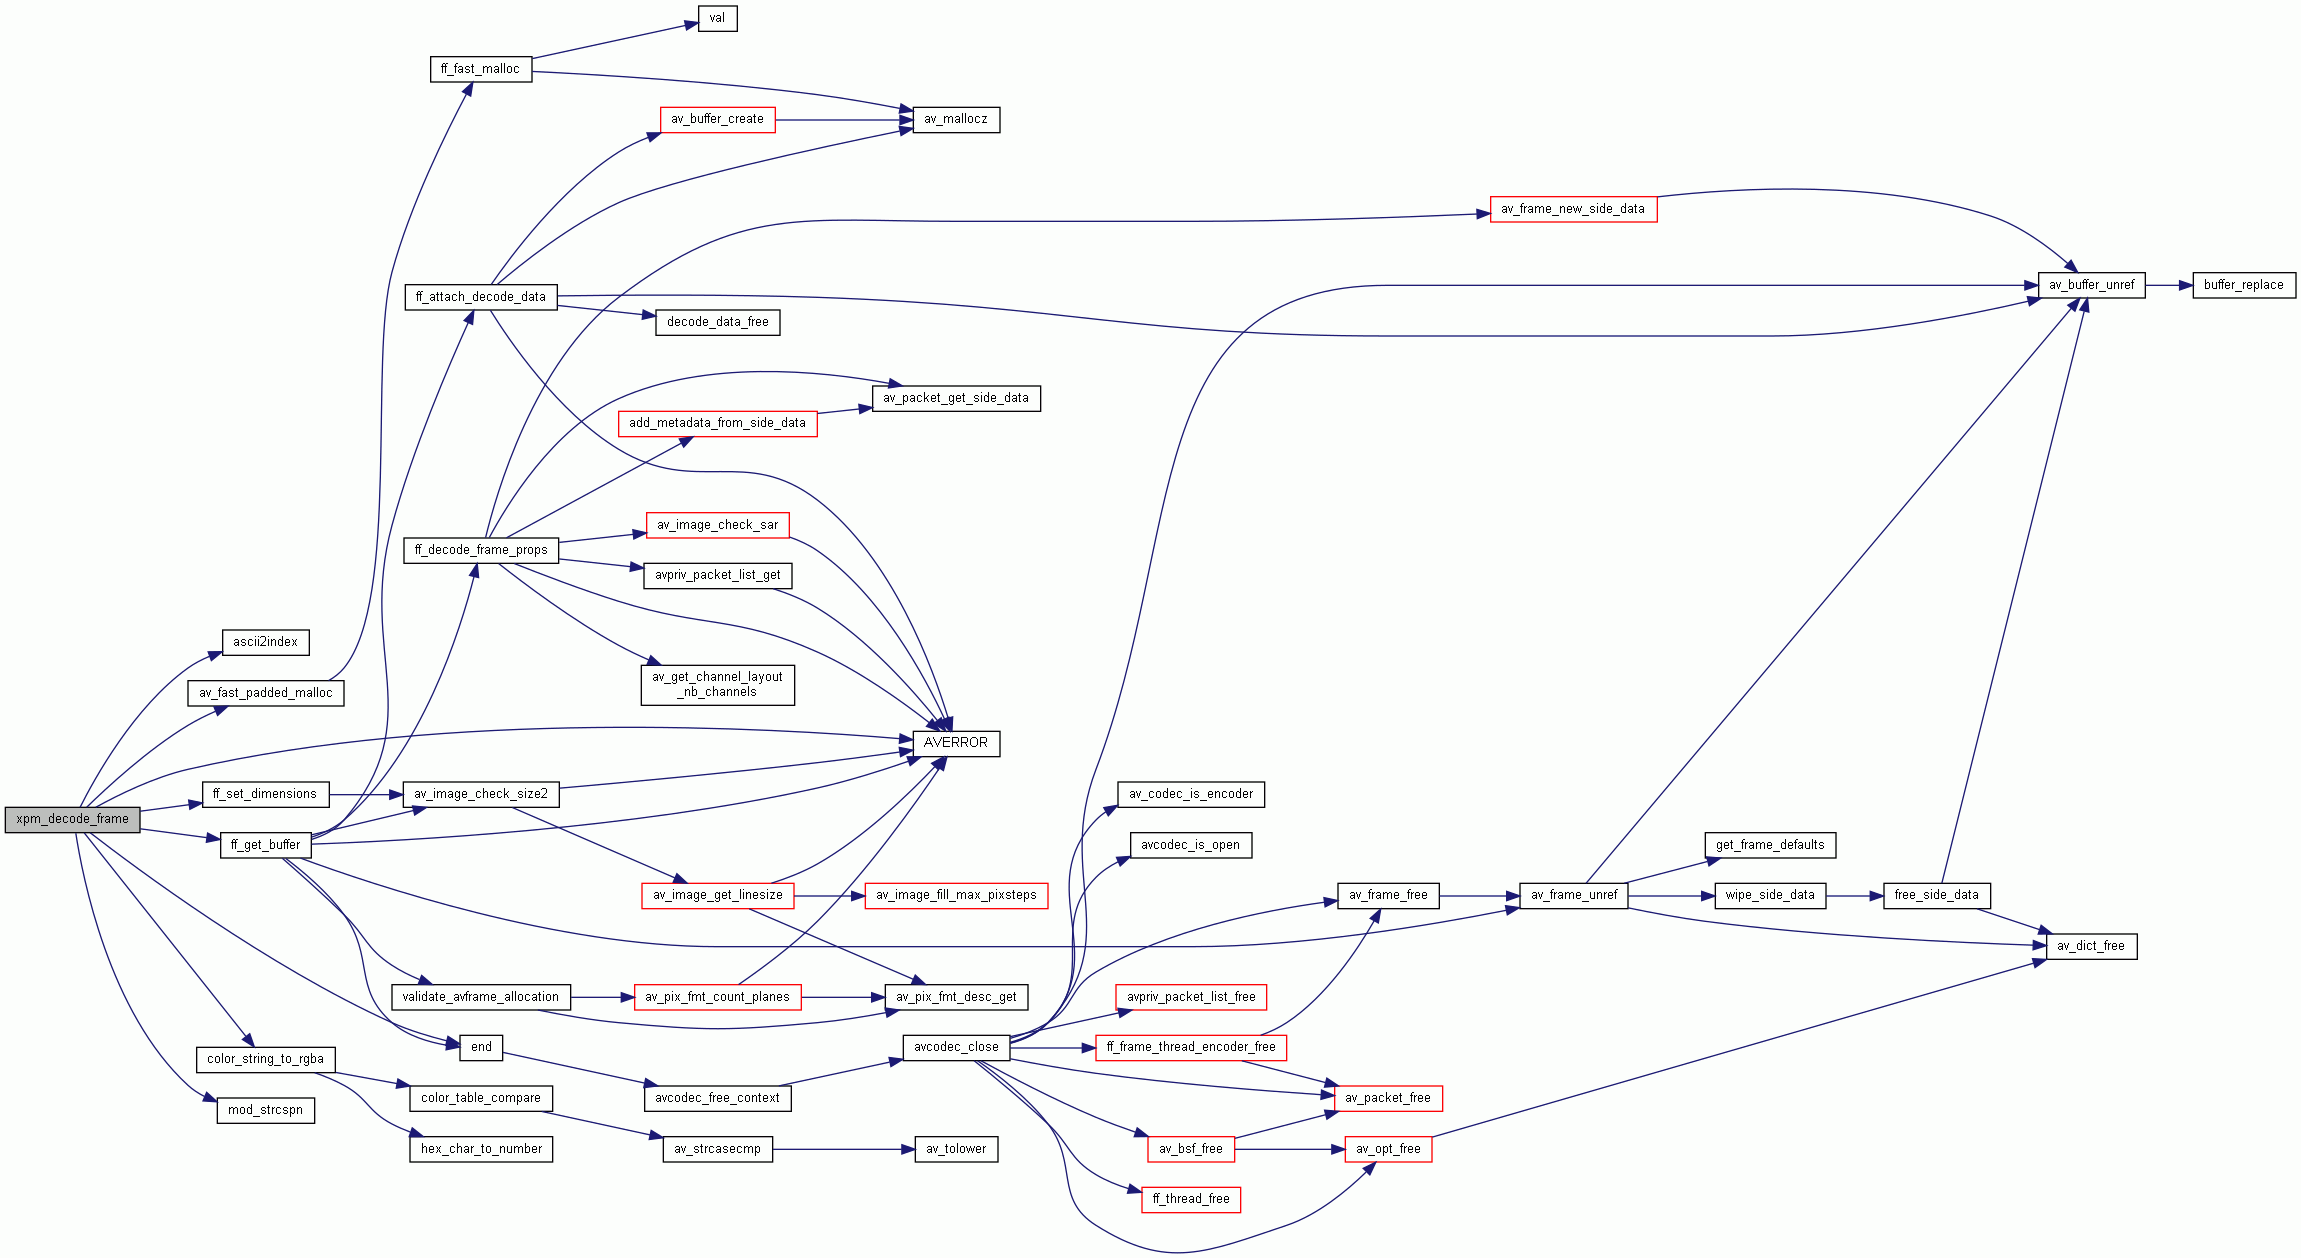 val
ff_fast_malloc
av_buffer_create
av_mallocz
av_frame_new_side_data
av_buffer_unref
buffer_replace
ff_attach_decode_data
decode_data_free
av_packet_get_side_data
add_metadata_from_side_data
av_image_check_sar
ff_decode_frame_props
avpriv_packet_list_get
ascii2index
av_get_channel_layout
_nb_channels
av_fast_padded_malloc
AVERROR
ff_set_dimensions
av_image_check_size2
av_codec_is_encoder
xpm_decode_frame
ff_get_buffer
avcodec_is_open
get_frame_defaults
av_image_get_linesize
av_image_fill_max_pixsteps
av_frame_free
av_frame_unref
wipe_side_data
free_side_data
av_dict_free
validate_avframe_allocation
av_pix_fmt_count_planes
av_pix_fmt_desc_get
avpriv_packet_list_free
end
avcodec_close
ff_frame_thread_encoder_free
color_string_to_rgba
color_table_compare
avcodec_free_context
av_packet_free
mod_strcspn
hex_char_to_number
av_strcasecmp
av_tolower
av_bsf_free
av_opt_free
ff_thread_free